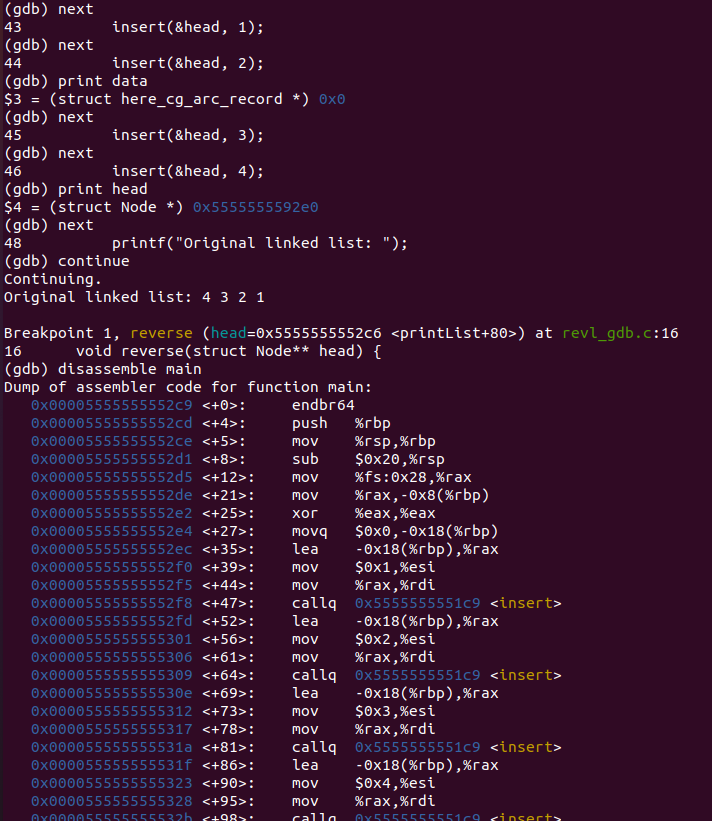 (gdb) next
43          insert(&head, 1);
(gdb) next
44          insert(&head, 2);
(gdb) print data
$3 = (struct here_cg_arc_record *) 0x0
(gdb) next
45          insert(&head, 3);
(gdb) next
46          insert(&head, 4);
(gdb) print head
$4 = (struct Node *) 0x5555555592e0
(gdb) next
48          printf("Original linked list: ");
(gdb) continue
Continuing.
Original linked list: 4 3 2 1

Breakpoint 1, reverse (head=0x5555555552c6 <printList+80>) at revl_gdb.c:16
16      void reverse(struct Node** head) {
(gdb) disassemble main
Dump of assembler code for function main:
   0x00005555555552c9 <+0>:     endbr64
   0x00005555555552cd <+4>:     push   %rbp
   0x00005555555552ce <+5>:     mov    %rsp,%rbp
   0x00005555555552d1 <+8>:     sub    $0x20,%rsp
   0x00005555555552d5 <+12>:    mov    %fs:0x28,%rax
   0x00005555555552de <+21>:    mov    %rax,-0x8(%rbp)
   0x00005555555552e2 <+25>:    xor    %eax,%eax
   0x00005555555552e4 <+27>:    movq   $0x0,-0x18(%rbp)
   0x00005555555552ec <+35>:    lea    -0x18(%rbp),%rax
   0x00005555555552f0 <+39>:    mov    $0x1,%esi
   0x00005555555552f5 <+44>:    mov    %rax,%rdi
   0x00005555555552f8 <+47>:    callq  0x5555555551c9 <insert>
   0x00005555555552fd <+52>:    lea    -0x18(%rbp),%rax
   0x0000555555555301 <+56>:    mov    $0x2,%esi
   0x0000555555555306 <+61>:    mov    %rax,%rdi
   0x0000555555555309 <+64>:    callq  0x5555555551c9 <insert>
   0x000055555555530e <+69>:    lea    -0x18(%rbp),%rax
   0x0000555555555312 <+73>:    mov    $0x3,%esi
   0x0000555555555317 <+78>:    mov    %rax,%rdi
   0x000055555555531a <+81>:    callq  0x5555555551c9 <insert>
   0x000055555555531f <+86>:    lea    -0x18(%rbp),%rax
   0x0000555555555323 <+90>:    mov    $0x4,%esi
   0x0000555555555328 <+95>:    mov    %rax,%rdi
   0x000055555555532b <+98>:    callq  0x5555555551c9 <insert>